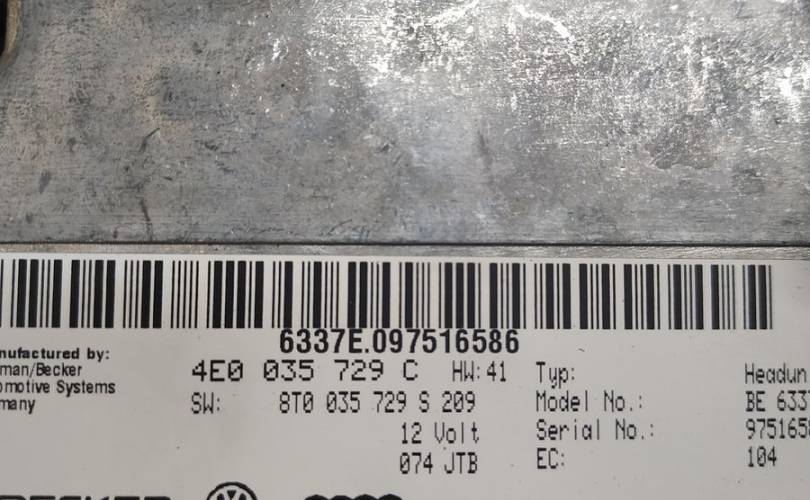 6337E.097516586
nufactured by:
man/Becker
omotive Systems
many
4E0 035 729 C HW:41
SW: 8T0 035 729 S 209
12 Volt
074 JTB
Typ: Headun
Model No.: BE 633
Serial No.: 975165
EC: 104